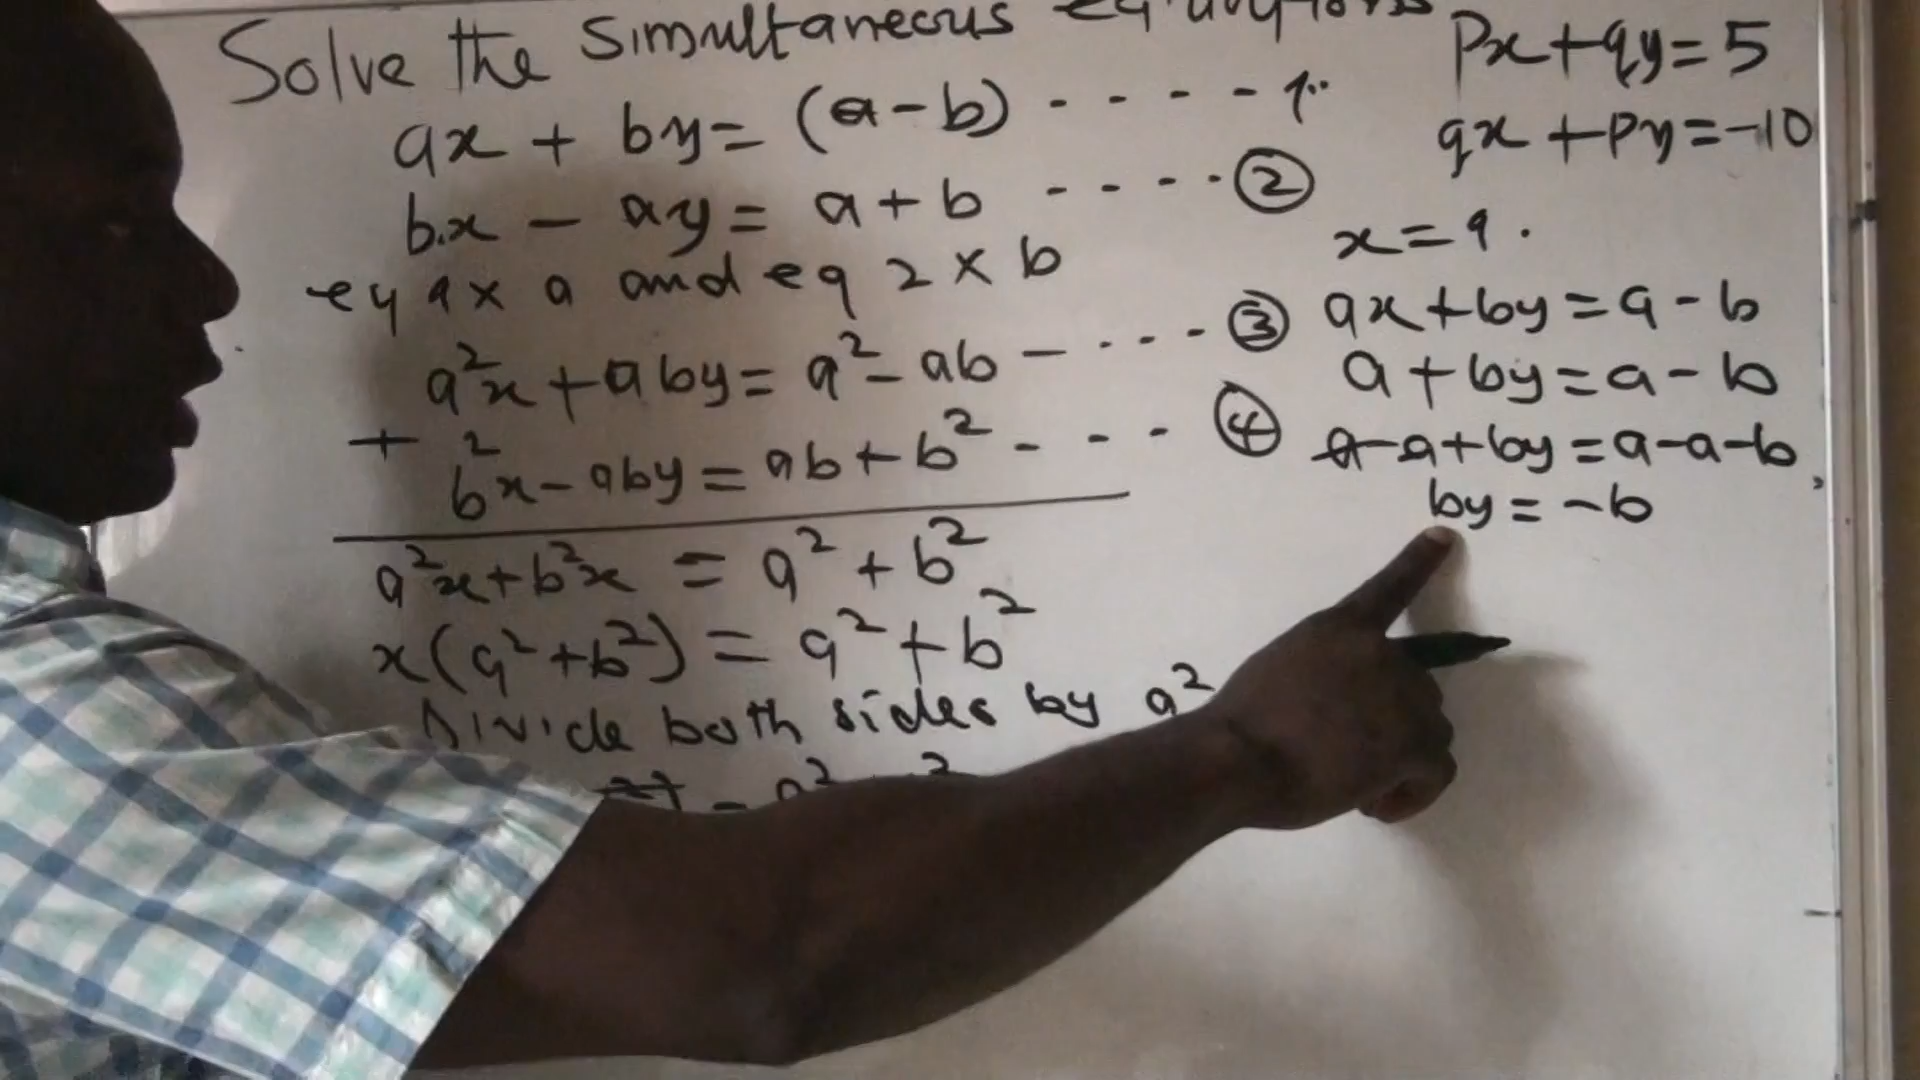 Solve the simultaneous equations
ax + by = (a-b) - - - - 1..
bx - ay = a + b - - - - ②
eq 1 x a and eq 2 x b
a²x + aby = a² - ab - - - - ③
+ b²x - aby = ab + b² - - - ④
a²x + b²x = a² + b²
x(a² + b²) = a² + b²
Divide both sides by a²
Px + qy = 5
qx + py = -10
x = 1.
ax + by = a - b
a + by = a - b
a - a + by = a - a - b
by = -b